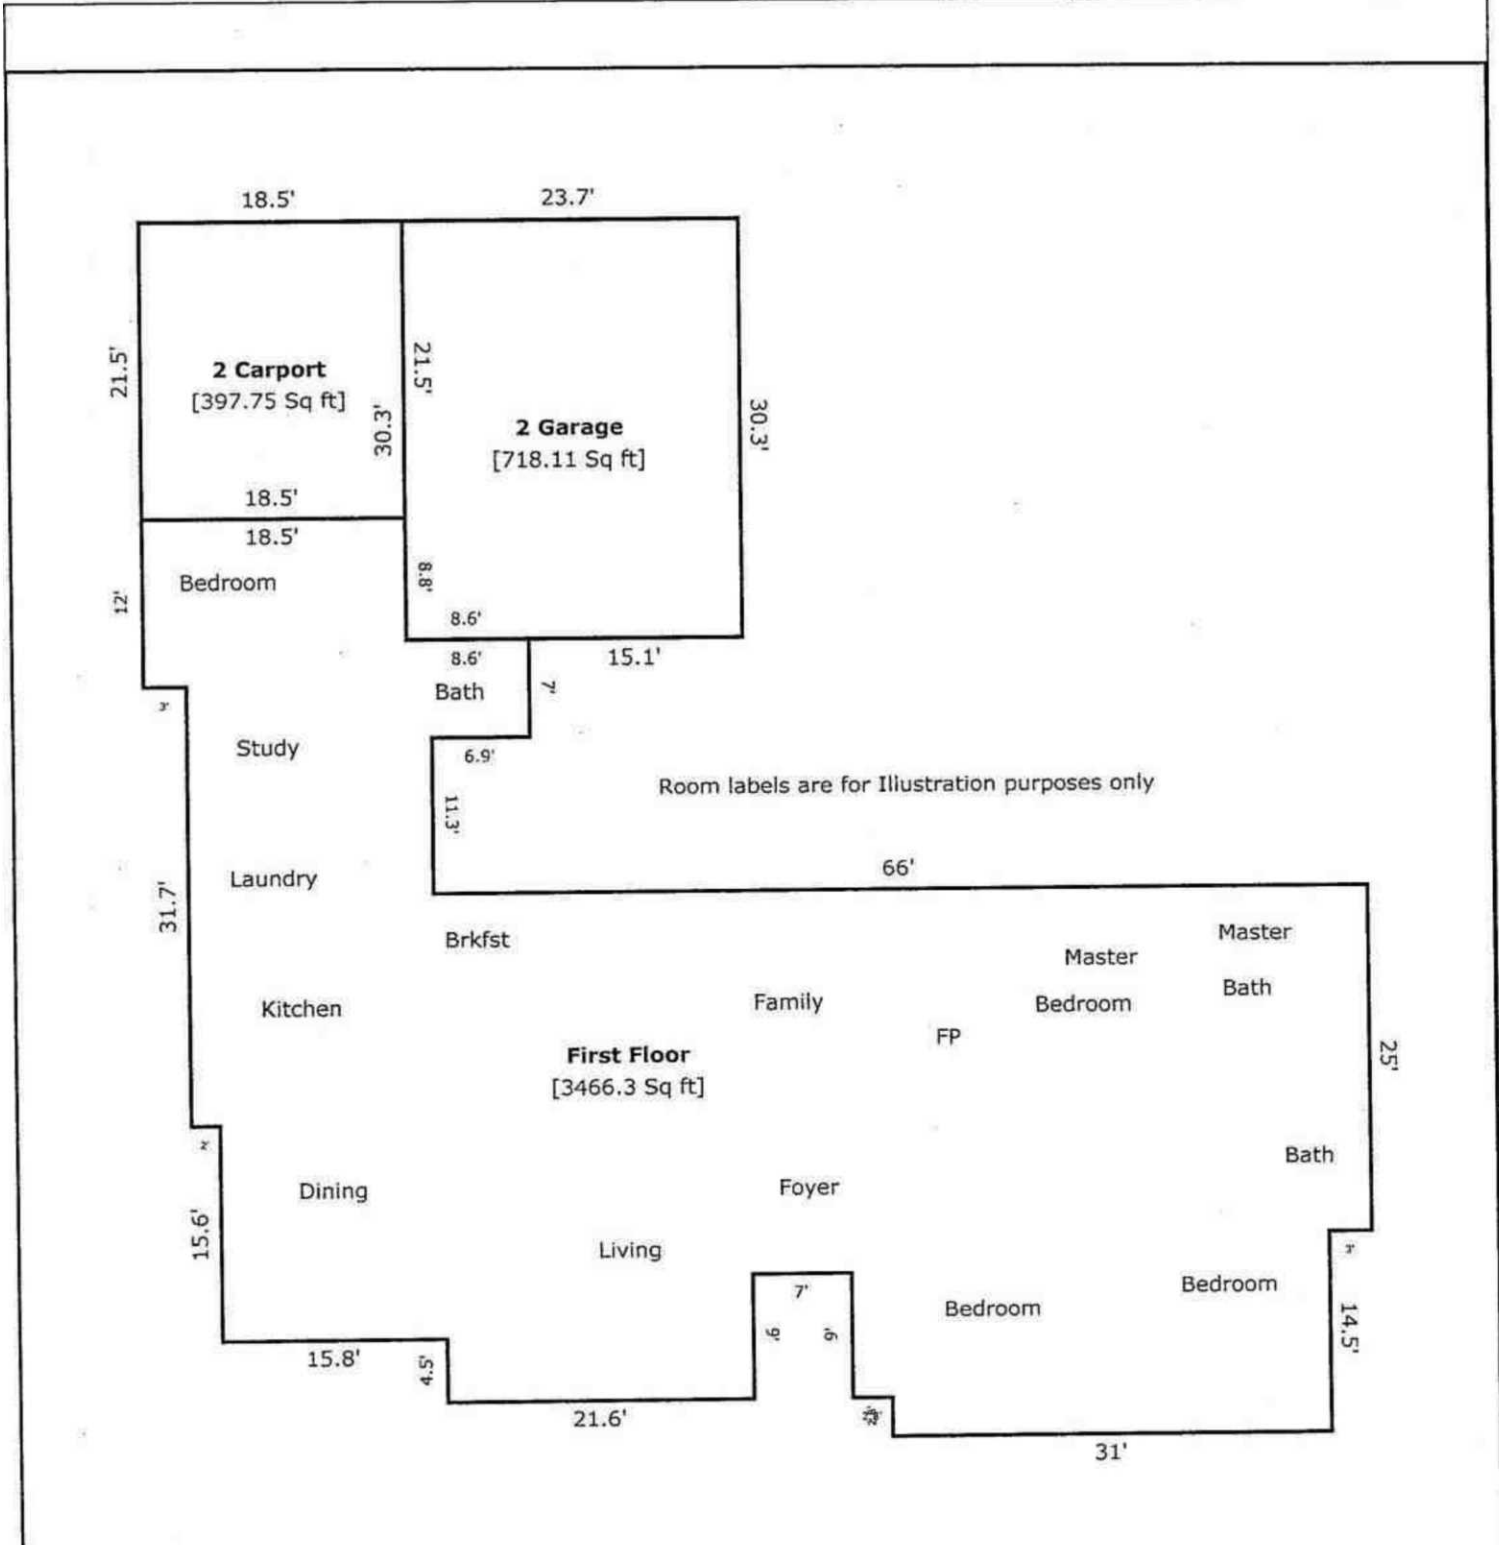 18.5'
23.7'
21.5'
2 Carport
[397.75 Sq ft]
30.3'
21.5'
2 Garage
[718.11 Sq ft]
30.3'
18.5'
18.5'
Bedroom
12'
8.8'
8.6'
8.6'
15.1'
Bath
7'
3'
Study
6.9'
11.3'
Room labels are for Illustration purposes only
66'
Laundry
31.7'
Brkfst
Kitchen
Family
FP
Master
Bedroom
Master
Bath
First Floor
[3466.3 Sq ft]
25'
2'
Dining
15.6'
Foyer
Bath
Living
3'
7'
9'
9'
Bedroom
Bedroom
14.5'
15.8'
4.5'
21.6'
31'